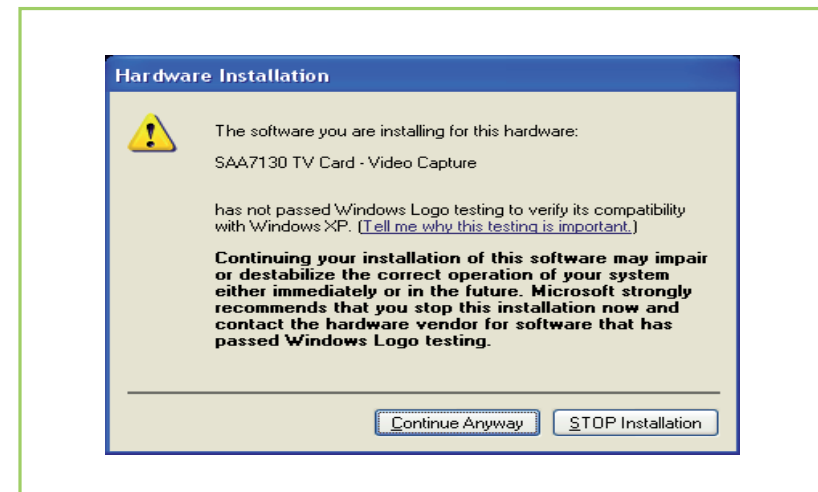 Hardware Installation
The software you are installing for this hardware:
SAA7130 TV Card - Video Capture
has not passed Windows Logo testing to verify its compatibility
with Windows XP. (Tell me why this testing is important.)
Continuing your installation of this software may impair
or destabilize the correct operation of your system
either immediately or in the future. Microsoft strongly
recommends that you stop this installation now and
contact the hardware vendor for software that has
passed Windows Logo testing.
Continue Anyway
STOP Installation